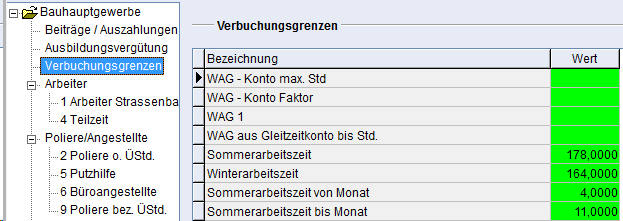 Bauhauptgewerbe
Beiträge / Auszahlungen
Ausbildungsvergütung
Verbuchungsgrenzen
Arbeiter
1 Arbeiter Strassenba
4 Teilzeit
Poliere/Angestellte
2 Poliere o. ÜStd.
5 Putzhilfe
6 Büroangestellte
9 Poliere bez. ÜStd.
Verbuchungsgrenzen
Bezeichnung Wert
WAG - Konto max. Std
WAG - Konto Faktor
WAG 1
WAG aus Gleitzeitkonto bis Std.
Sommerarbeitszeit 178,0000
Winterarbeitszeit 164,0000
Sommerarbeitszeit von Monat 4,0000
Sommerarbeitszeit bis Monat 11,0000